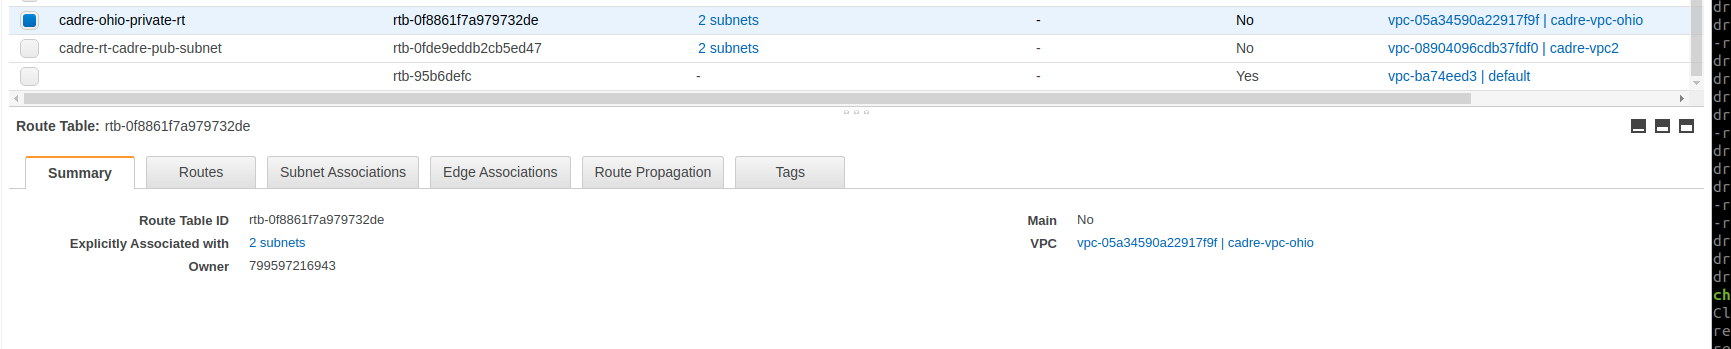 cadre-ohio-private-rt rtb-0f8861f7a979732de 2 subnets - No vpc-05a34590a22917f9f | cadre-vpc-ohio
cadre-rt-cadre-pub-subnet rtb-0fde9eddb2cb5ed47 2 subnets - No vpc-08904096cdb37fdf0 | cadre-vpc2
rtb-95b6defc - - Yes vpc-ba74eed3 | default
Route Table: rtb-0f8861f7a979732de
Summary Routes Subnet Associations Edge Associations Route Propagation Tags
Route Table ID rtb-0f8861f7a979732de Main No
Explicitly Associated with 2 subnets VPC vpc-05a34590a22917f9f | cadre-vpc-ohio
Owner 799597216943
dr
dr
-r
dr
dr
dr
dr
-r
dr
dr
dr
-r
-r
dr
dr
dr
ch
Cl
re